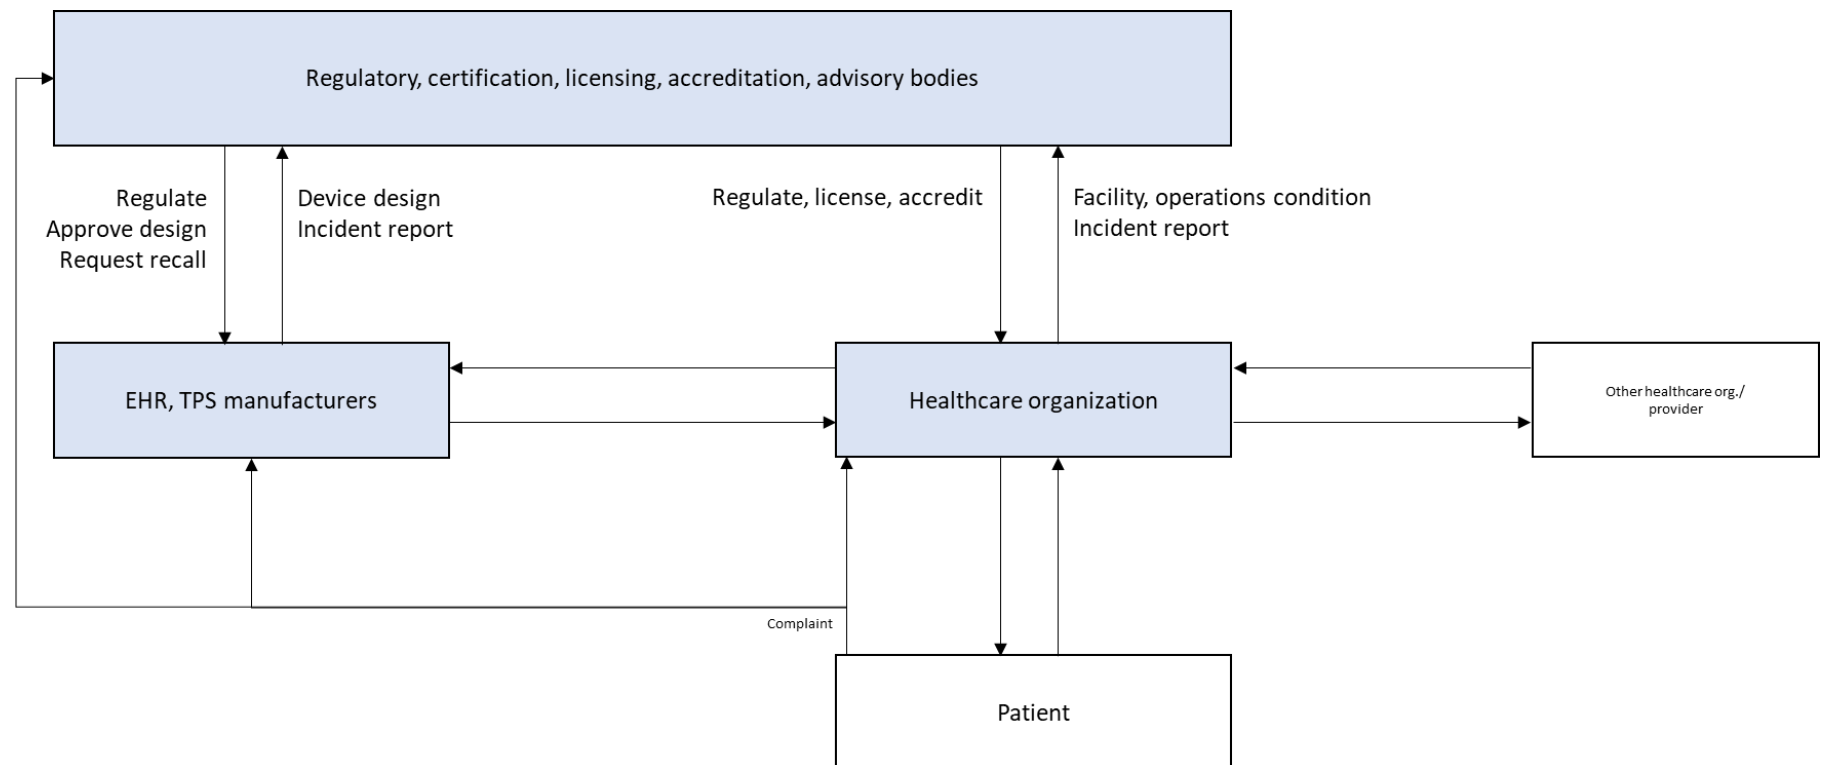 Regulatory, certification, licensing, accreditation, advisory bodies
Regulate
Approve design
Request recall
Device design
Incident report
Regulate, license, accredit
Facility, operations condition
Incident report
EHR, TPS manufacturers
Healthcare organization
Other healthcare org./
provider
Complaint
Patient